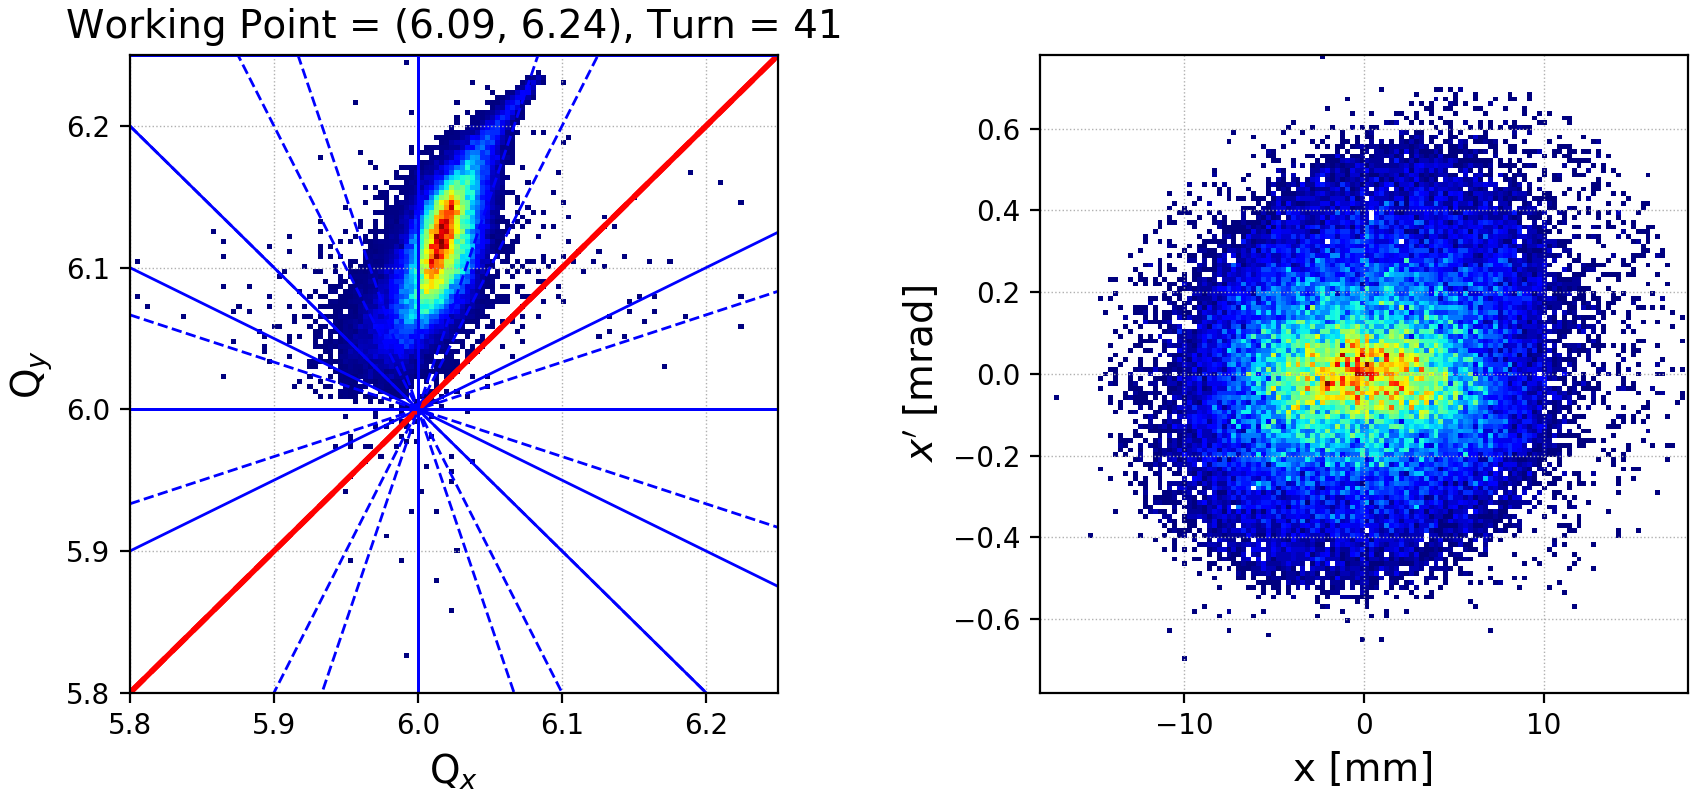 Working Point = (6.09, 6.24), Turn = 41
6.2
6.1
6.0
5.9
5.8
Qy
5.8 5.9 6.0 6.1 6.2
Qx
0.6
0.4
0.2
0.0
−0.2
−0.4
−0.6
x′ [mrad]
−10 0 10
x [mm]